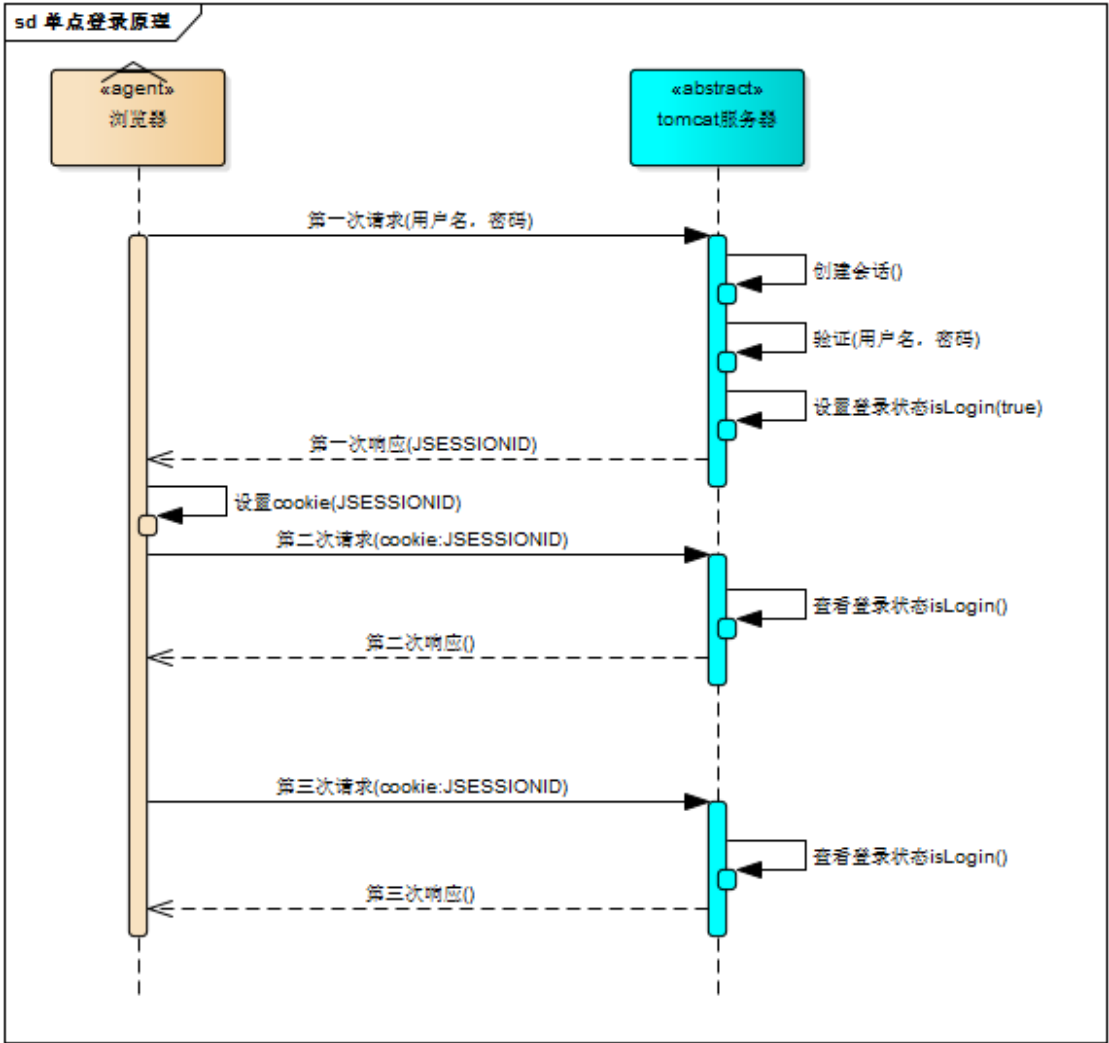 sd 单点登录原理
«agent»
浏览器
«abstract»
tomcat服务器
第一次请求(用户名，密码)
创建会话()
验证(用户名，密码)
设置登录状态isLogin(true)
第一次响应(JSESSIONID)
设置cookie(JSESSIONID)
第二次请求(cookie:JSESSIONID)
查看登录状态isLogin()
第二次响应()
第三次请求(cookie:JSESSIONID)
查看登录状态isLogin()
第三次响应()